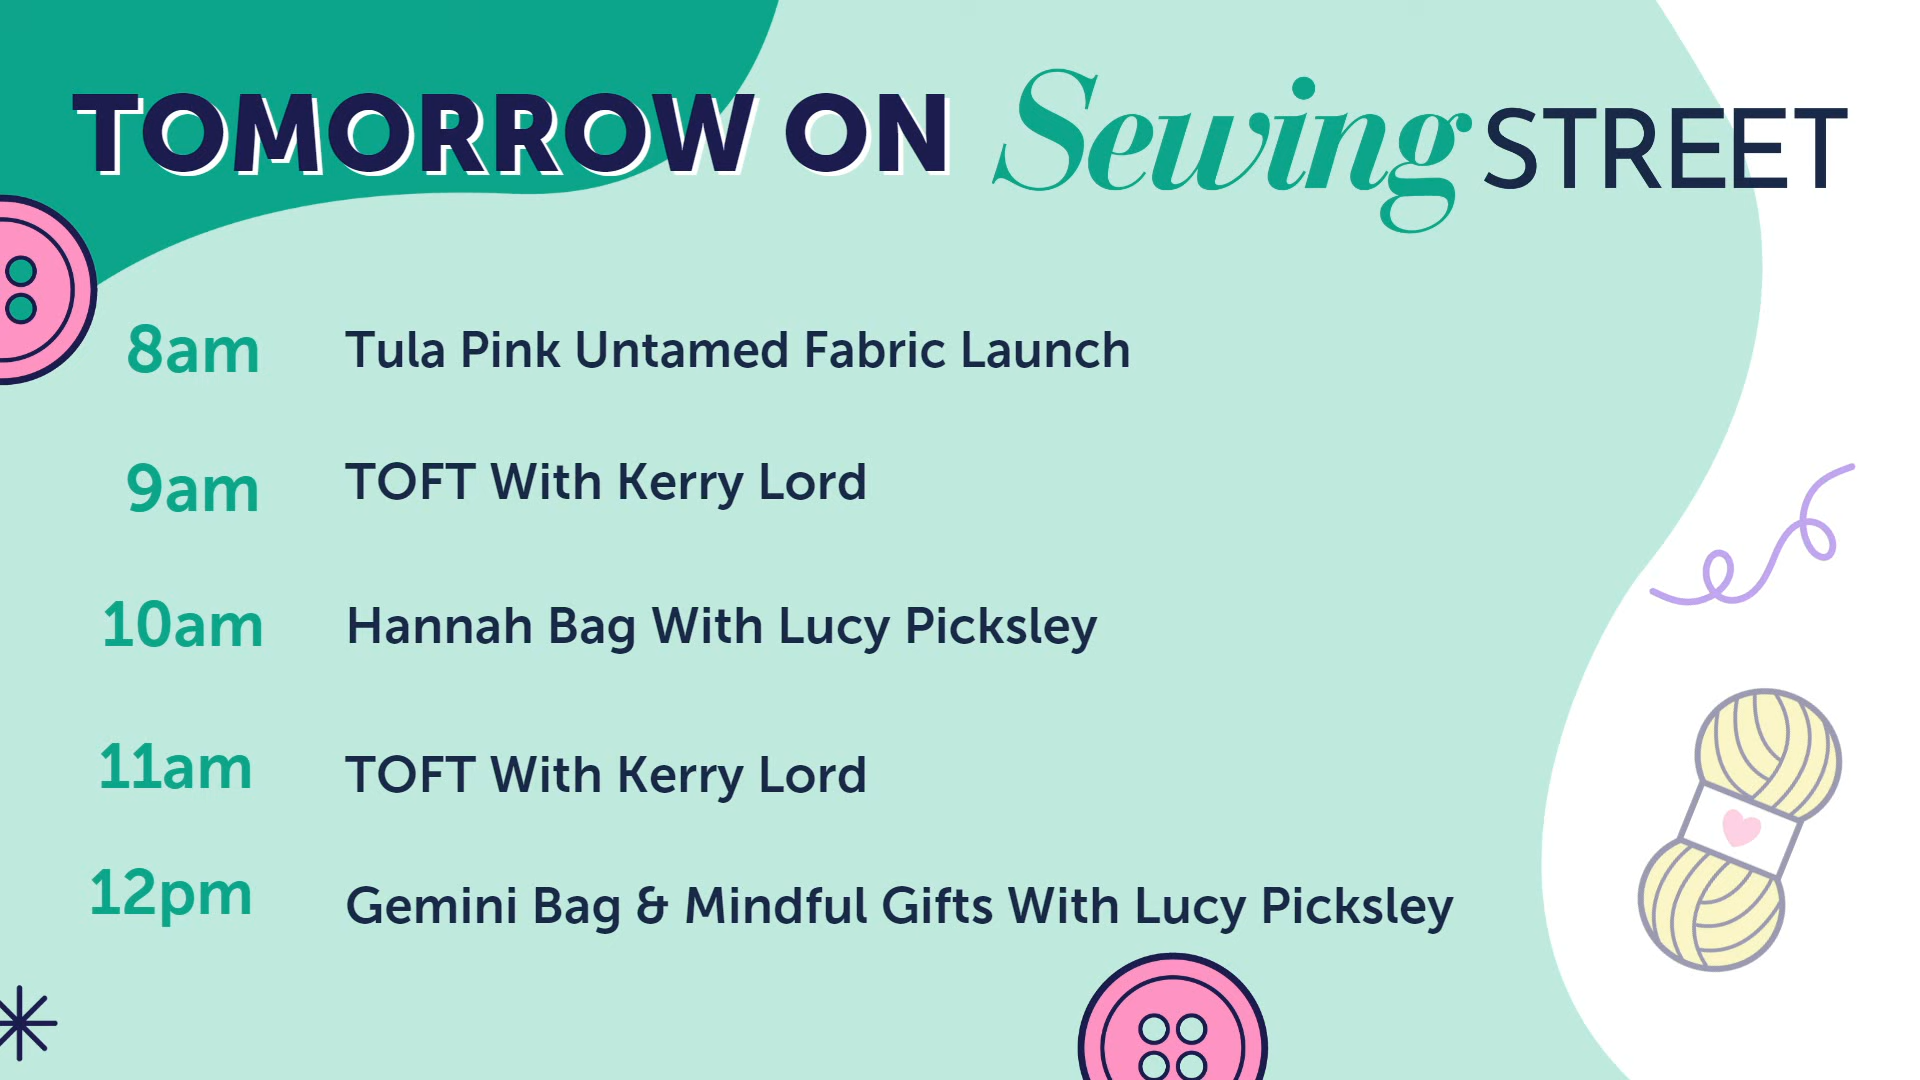 TOMORROW ON Sewing STREET
8am Tula Pink Untamed Fabric Launch
9am TOFT With Kerry Lord
10am Hannah Bag With Lucy Picksley
11am TOFT With Kerry Lord
12pm Gemini Bag & Mindful Gifts With Lucy Picksley